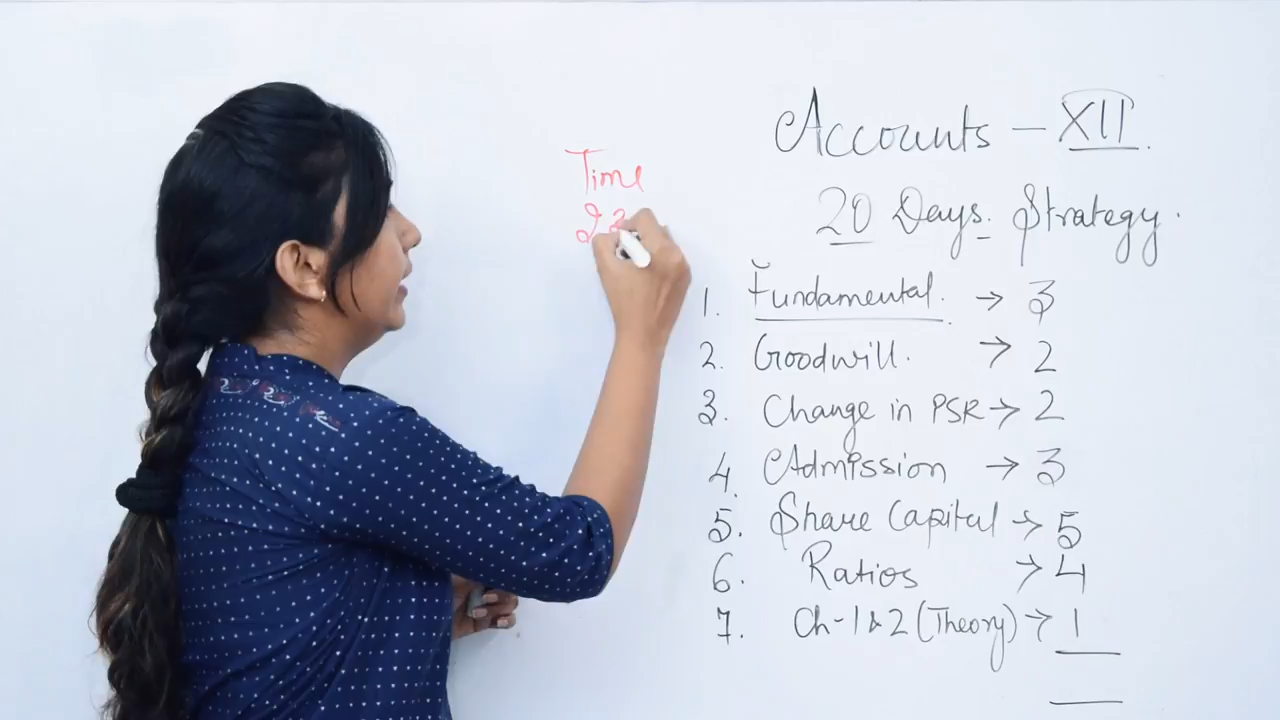 Accounts - XII.
20 Days. Strategy.
1. Fundamental. → 3
2. Goodwill. → 2
3. Change in PSR → 2
4. Admission → 3
5. Share Capital → 5
6. Ratios → 4
7. Ch-1 & 2 (Theory) → 1
Time